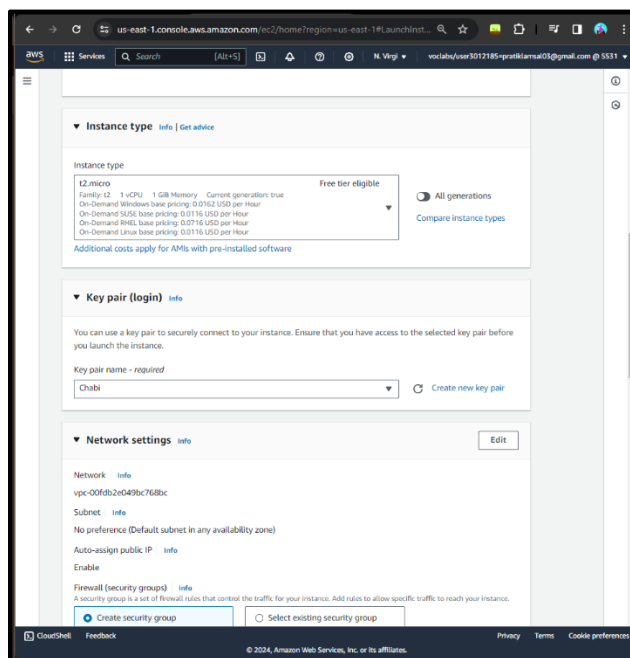 us-east-1.console.aws.amazon.com/ec2/home?region=us-east-1#LaunchInst...
aws Services Search [Alt+S] N. Virgi voclabs/user3012185=pratiklamsal03@gmail.com @ 5531
Instance type Info | Get advice
Instance type
t2.micro Free tier eligible
Family: t2 1 vCPU 1 GiB Memory Current generation: true
On-Demand Windows base pricing: 0.0162 USD per Hour
On-Demand SUSE base pricing: 0.0116 USD per Hour
On-Demand RHEL base pricing: 0.0716 USD per Hour
On-Demand Linux base pricing: 0.0116 USD per Hour
All generations
Compare instance types
Additional costs apply for AMIs with pre-installed software
Key pair (login) Info
You can use a key pair to securely connect to your instance. Ensure that you have access to the selected key pair before
you launch the instance.
Key pair name - required
Chabi Create new key pair
Network settings Info Edit
Network Info
vpc-00fdb2e049bc768bc
Subnet Info
No preference (Default subnet in any availability zone)
Auto-assign public IP Info
Enable
Firewall (security groups) Info
A security group is a set of firewall rules that control the traffic for your instance. Add rules to allow specific traffic to reach your instance.
Create security group Select existing security group
CloudShell Feedback Privacy Terms Cookie preferences
© 2024, Amazon Web Services, Inc. or its affiliates.